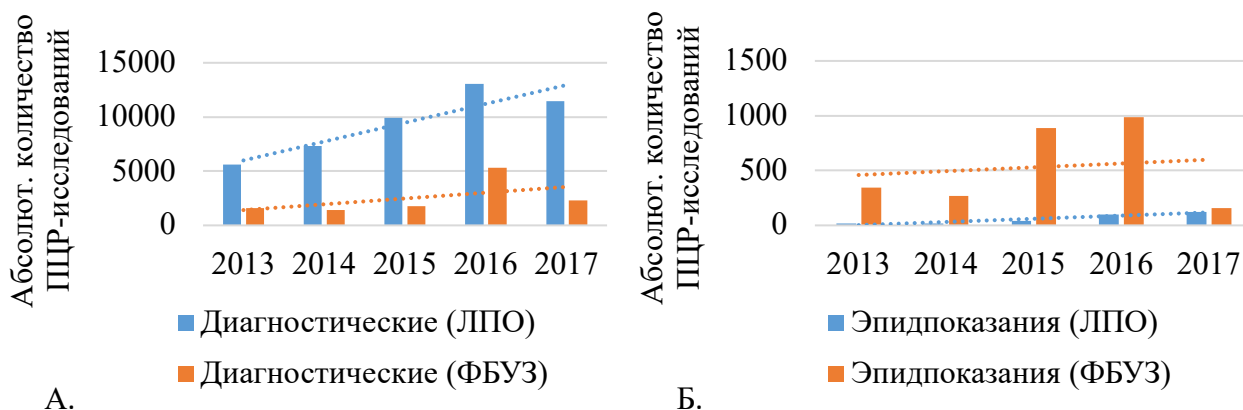 Абсолют. количество
ПЦР-исследований
15000
10000
5000
0
2013 2014 2015 2016 2017
Диагностические (ЛПО)
Диагностические (ФБУЗ)
А.
Абсолют. количество
ПЦР-исследований
1500
1000
500
0
2013 2014 2015 2016 2017
Эпидпоказания (ЛПО)
Эпидпоказания (ФБУЗ)
Б.